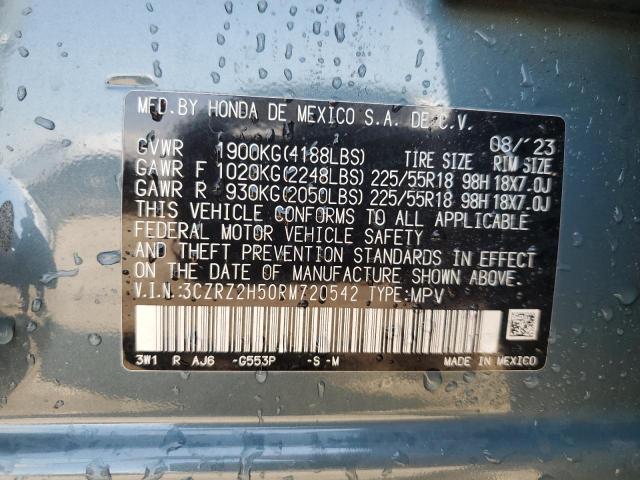 MFD. BY HONDA DE MEXICO S.A. DE C.V. 08/'23
GVWR 1900KG(4188LBS) TIRE SIZE RIM SIZE
GAWR F 1020KG(2248LBS) 225/55R18 98H 18X7.0J
GAWR R 930KG(2050LBS) 225/55R18 98H 18X7.0J
THIS VEHICLE CONFORMS TO ALL APPLICABLE
FEDERAL MOTOR VEHICLE SAFETY
AND THEFT PREVENTION STANDARDS IN EFFECT
ON THE DATE OF MANUFACTURE SHOWN ABOVE.
V.I.N:3CZRZ2H50RM720542 TYPE:MPV
3W1 R AJ6 -G553P -S -M MADE IN MEXICO